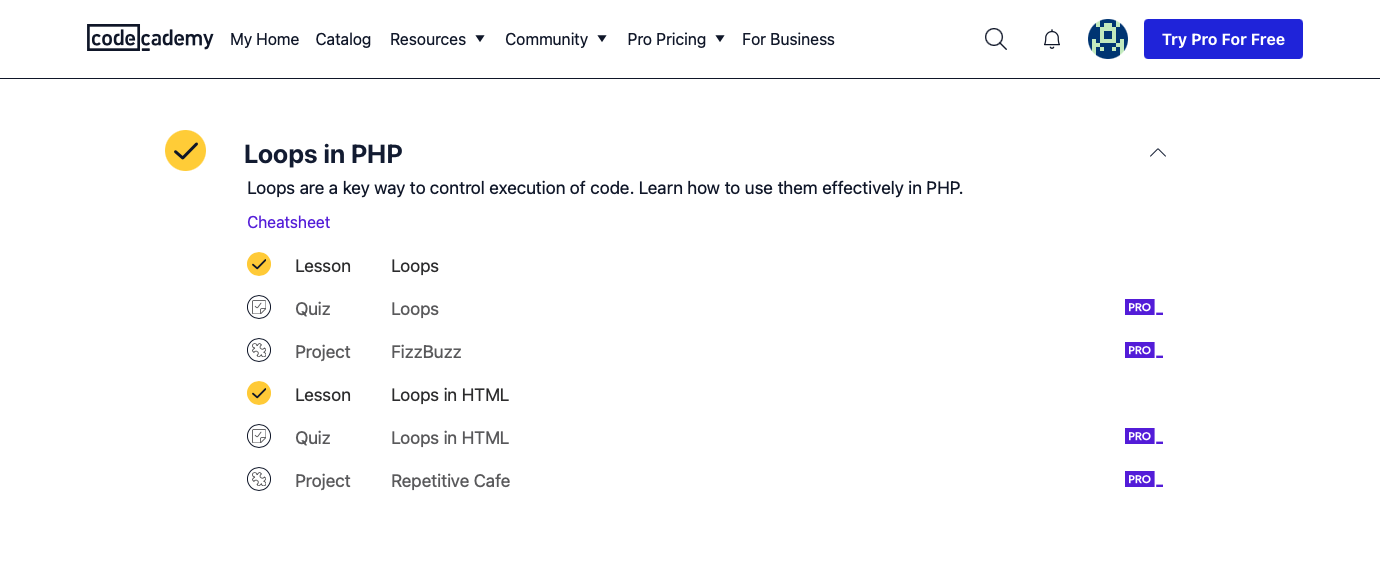 codecademy My Home Catalog Resources Community Pro Pricing For Business Try Pro For Free
Loops in PHP
Loops are a key way to control execution of code. Learn how to use them effectively in PHP.
Cheatsheet
Lesson Loops
Quiz Loops PRO
Project FizzBuzz PRO
Lesson Loops in HTML
Quiz Loops in HTML PRO
Project Repetitive Cafe PRO